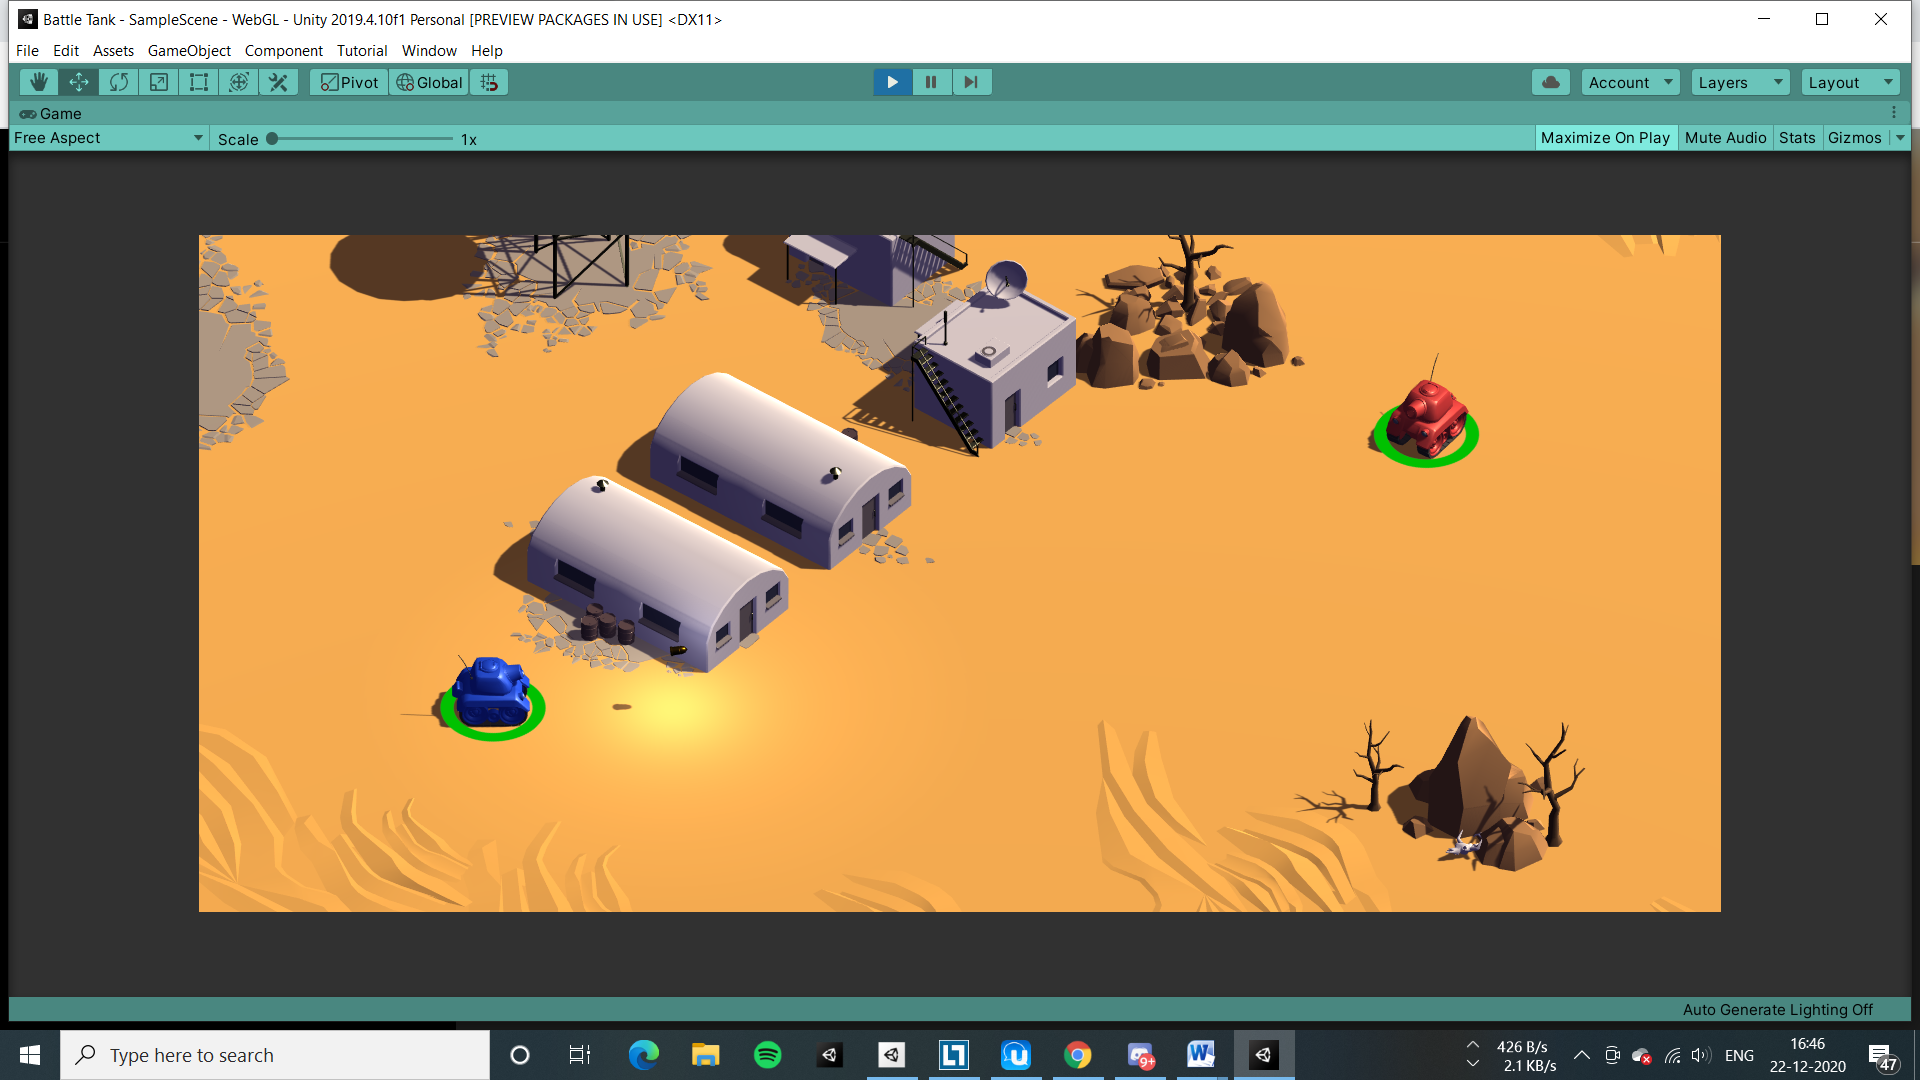 Battle Tank - SampleScene - WebGL - Unity 2019.4.10f1 Personal [PREVIEW PACKAGES IN USE] <DX11>
File Edit Assets GameObject Component Tutorial Window Help
Pivot Global Account Layers Layout
Game
Free Aspect Scale 1x Maximize On Play Mute Audio Stats Gizmos
Auto Generate Lighting Off
Type here to search
9+
W
426 B/s
2.1 KB/s
ENG
16:46
22-12-2020
47